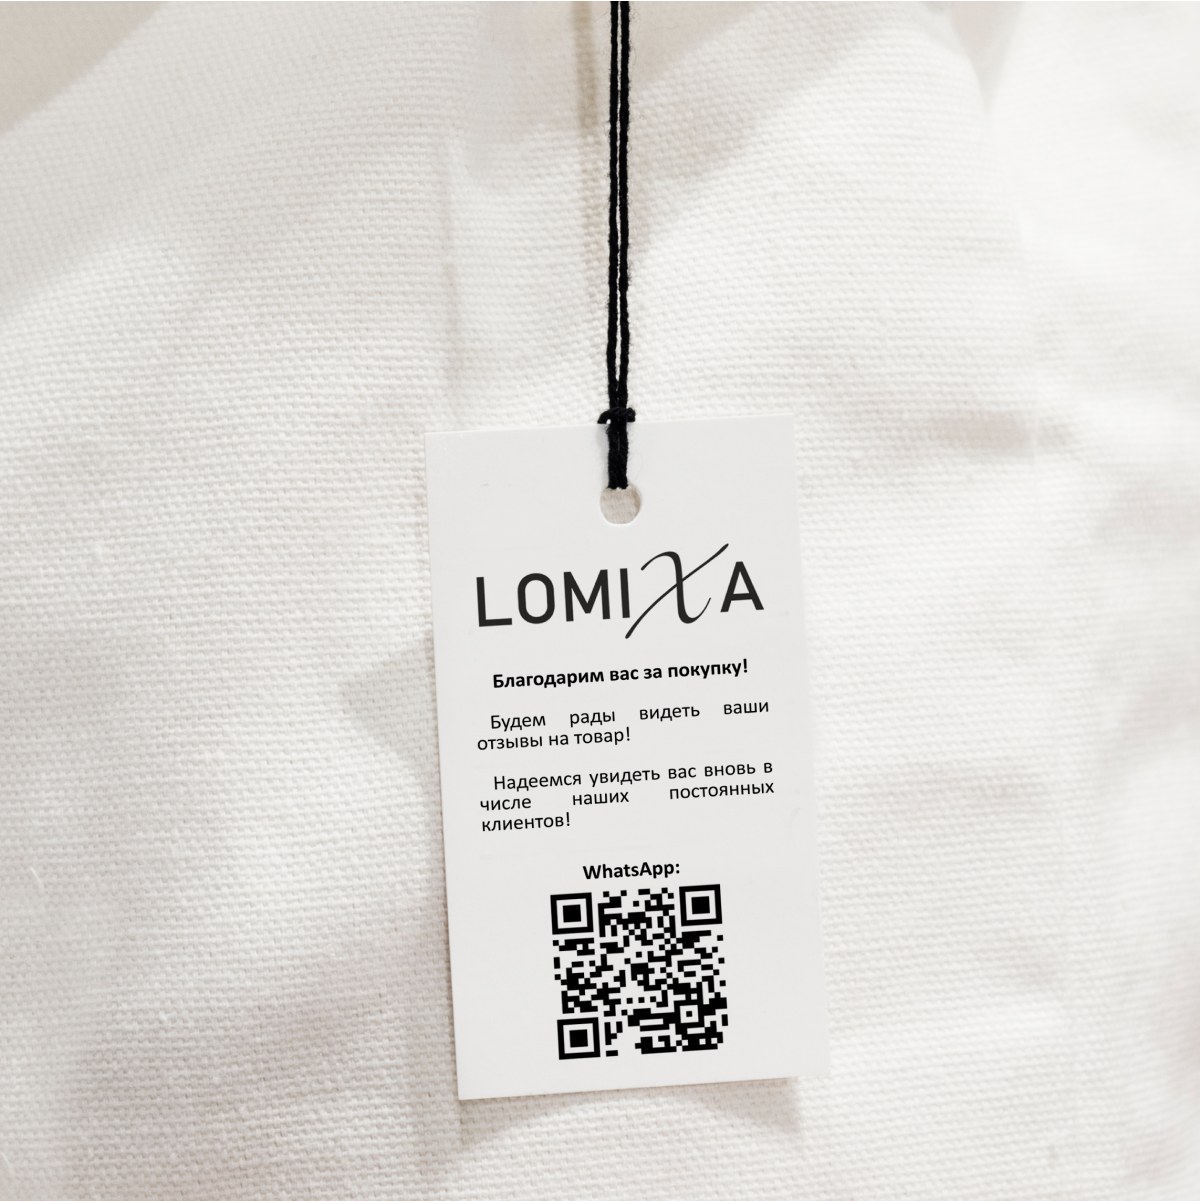 LOMIXA
Благодарим вас за покупку!
Будем рады видеть ваши
отзывы на товар!
Надеемся увидеть вас вновь в
числе наших постоянных
клиентов!
WhatsApp: